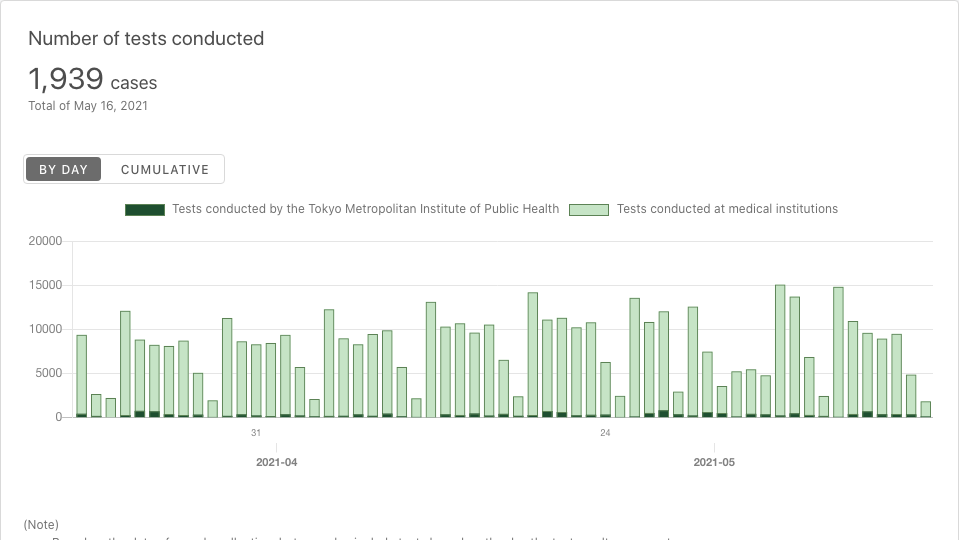 Number of tests conducted
1,939 cases
Total of May 16, 2021
BY DAY CUMULATIVE
Tests conducted by the Tokyo Metropolitan Institute of Public Health Tests conducted at medical institutions
20000
15000
10000
5000
0
31 24
2021-04 2021-05
(Note)